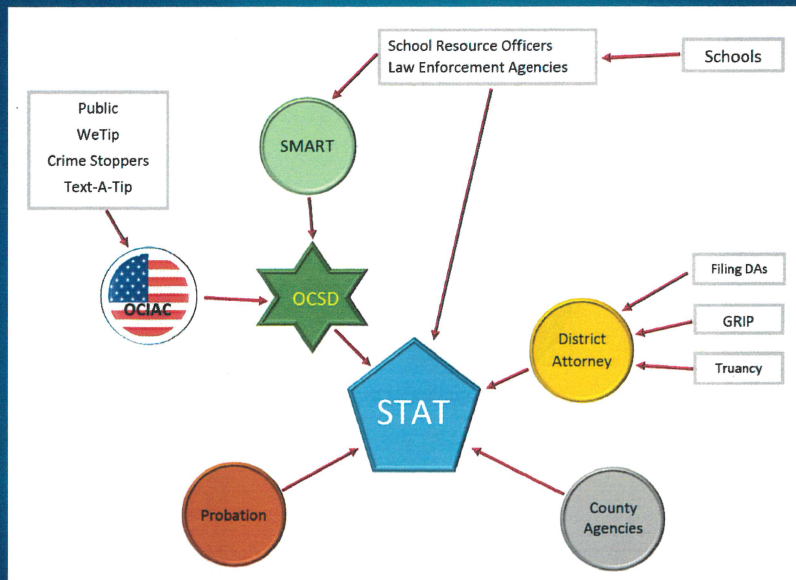 School Resource Officers
Law Enforcement Agencies
Schools
Public
WeTip
Crime Stoppers
Text-A-Tip
SMART
OCIAC
OCSD
Filing DAs
GRIP
Truancy
District
Attorney
STAT
Probation
County
Agencies